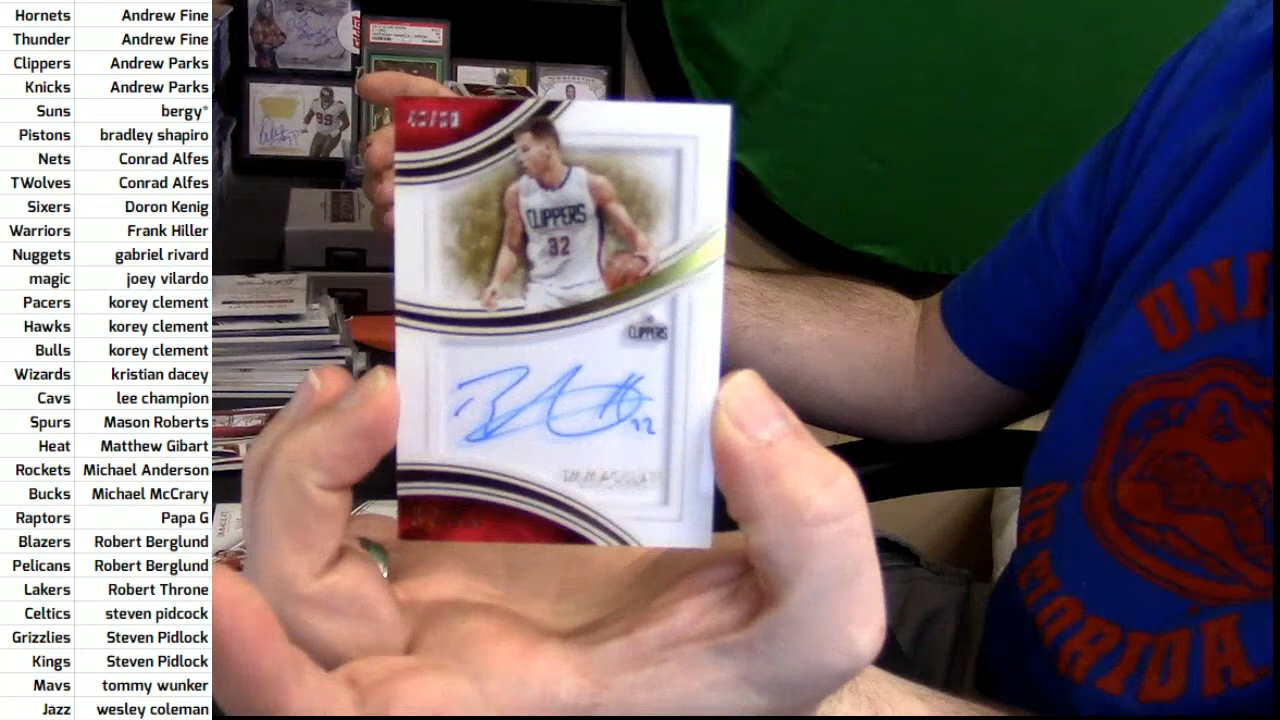 Hornets Andrew Fine
Thunder Andrew Fine
Clippers Andrew Parks
Knicks Andrew Parks
Suns bergy*
Pistons bradley shapiro
Nets Conrad Alfes
TWolves Conrad Alfes
Sixers Doron Kenig
Warriors Frank Hiller
Nuggets gabriel rivard
magic joey vilardo
Pacers korey clement
Hawks korey clement
Bulls korey clement
Wizards kristian dacey
Cavs lee champion
Spurs Mason Roberts
Heat Matthew Gibart
Rockets Michael Anderson
Bucks Michael McCrary
Raptors Papa G
Blazers Robert Berglund
Pelicans Robert Berglund
Lakers Robert Throne
Celtics steven pidcock
Grizzlies Steven Pidlock
Kings Steven Pidlock
Mavs tommy wunker
Jazz wesley coleman
CLIPPERS
32
CLIPPERS
32
99
UNI
FLORIDA